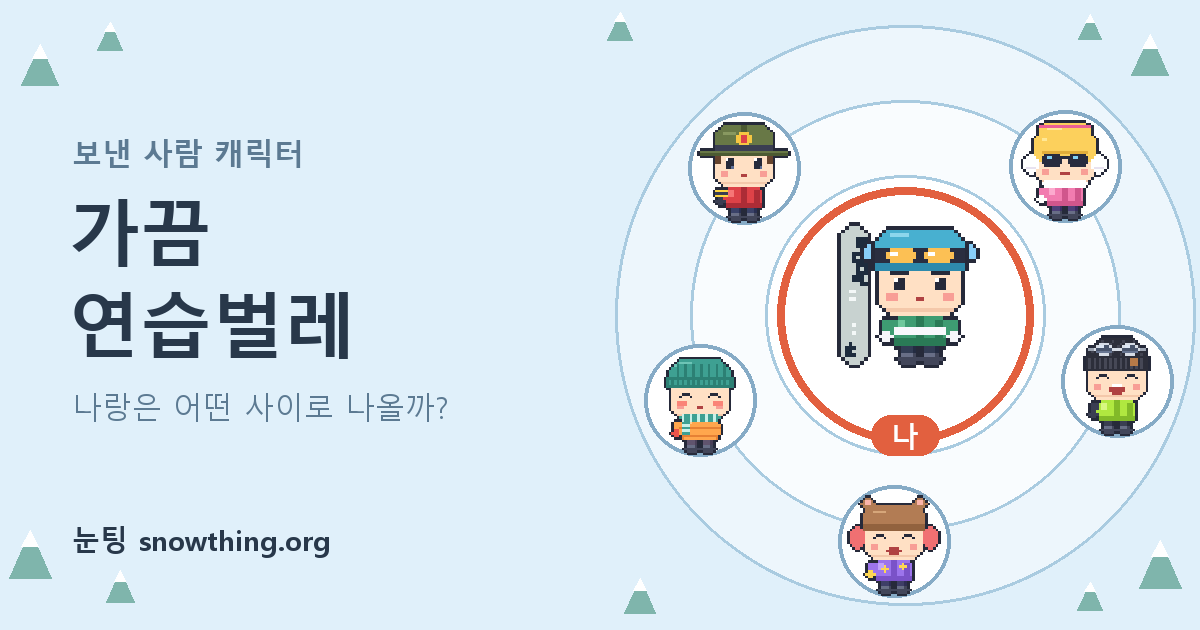 보낸 사람 캐릭터
가끔
연습벌레
나랑은 어떤 사이로 나올까?
눈팅 snowthing.org
나